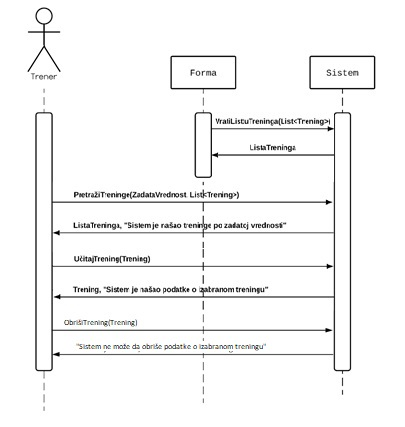 Trener
Forma
Sistem
VratiListuTreninga(List<Trening>)
ListaTreninga
PretražiTreninge(ZadataVrednost, List<Trening>)
ListaTreninga, "Sistem je našao treninge po zadatoj vrednosti"
UčitajTrening(Trening)
Trening, "Sistem je našao podatke o izabranom treningu"
ObrišiTrening(Trening)
"Sistem ne može da obriše podatke o izabranom treningu"